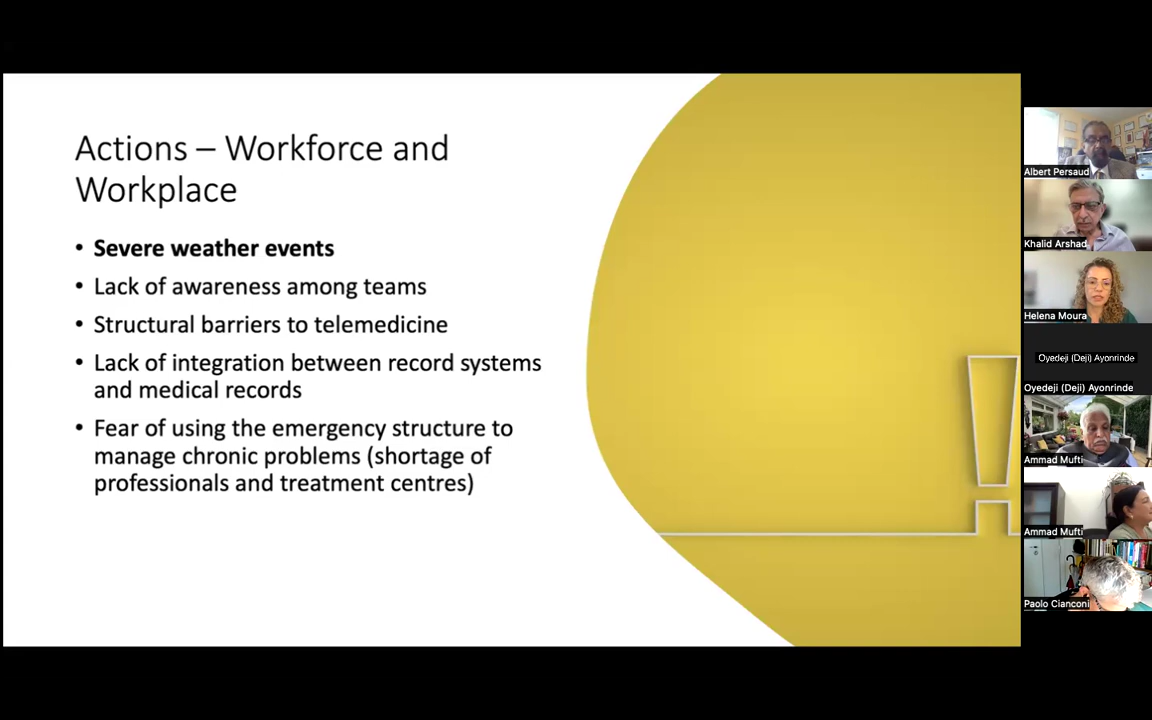 Actions – Workforce and
Workplace
• Severe weather events
• Lack of awareness among teams
• Structural barriers to telemedicine
• Lack of integration between record systems
and medical records
• Fear of using the emergency structure to
manage chronic problems (shortage of
professionals and treatment centres)
Albert Persaud
Khalid Arshad
Helena Moura
Oyedeji (Deji) Ayonrinde
Oyedeji (Deji) Ayonrinde
Ammad Mufti
Ammad Mufti
Paolo Cianconi